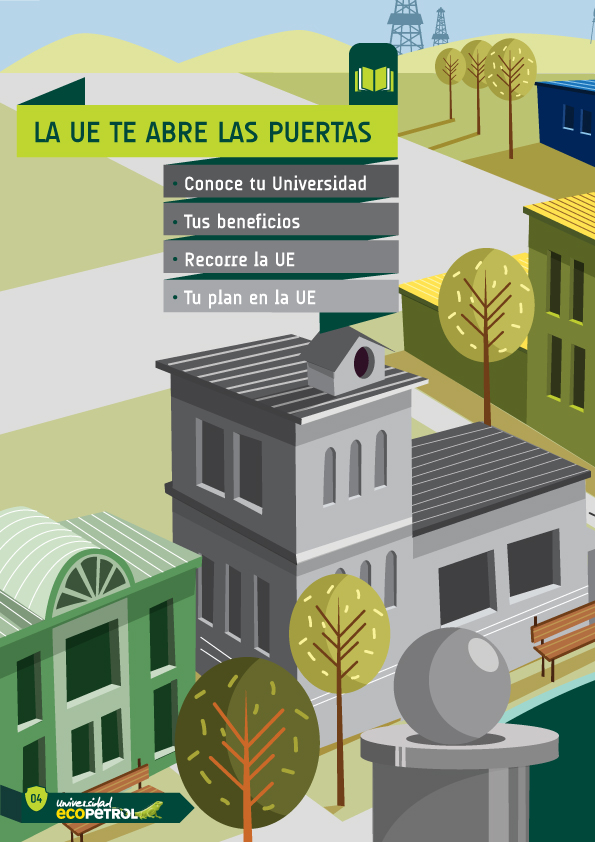 LA UE TE ABRE LAS PUERTAS
• Conoce tu Universidad
• Tus beneficios
• Recorre la UE
• Tu plan en la UE
04
universidad
ecopetrol